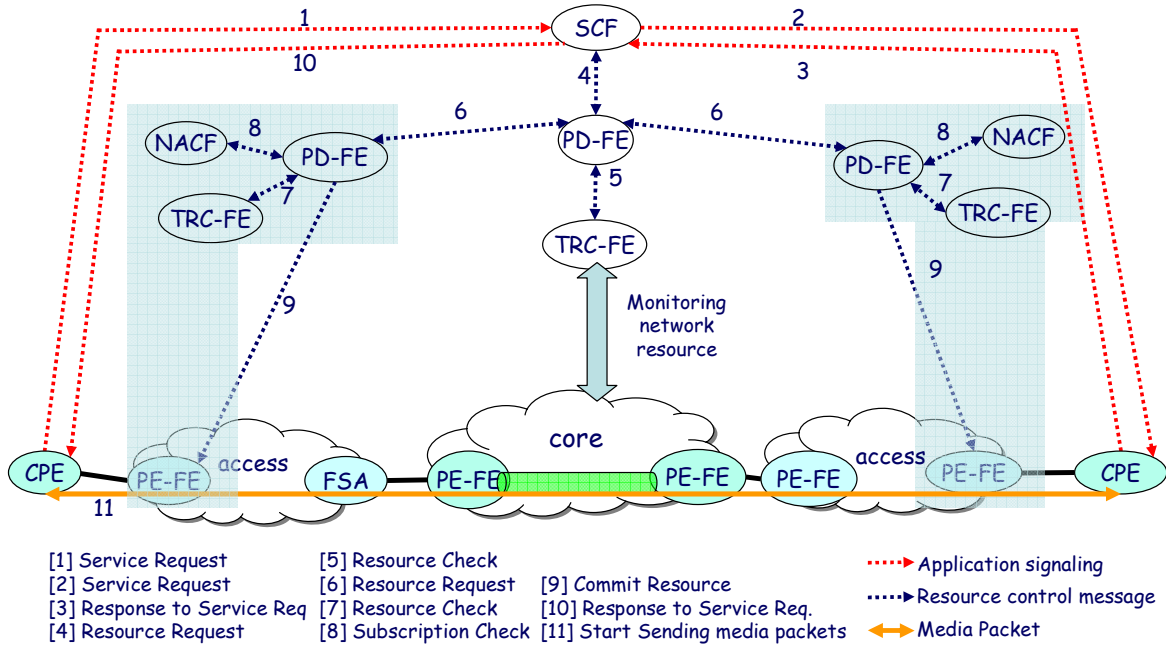 1
SCF
2
10
4
3
6
6
8
NACF
PD-FE
PD-FE
8
NACF
PD-FE
7
5
7
TRC-FE
TRC-FE
TRC-FE
9
9
Monitoring
network
resource
core
access
access
CPE
PE-FE
FSA
PE-FE
PE-FE
PE-FE
PE-FE
CPE
11
[1] Service Request
[2] Service Request
[3] Response to Service Req
[4] Resource Request
[5] Resource Check
[6] Resource Request
[7] Resource Check
[8] Subscription Check
[9] Commit Resource
[10] Response to Service Req.
[11] Start Sending media packets
Application signaling
Resource control message
Media Packet